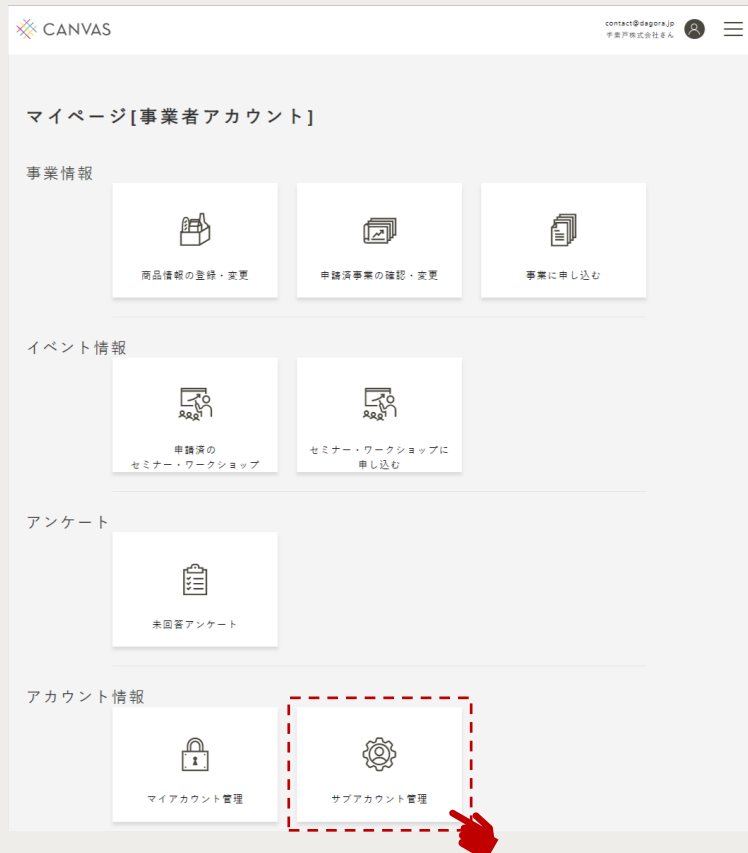 CANVAS
contact@dagora.jp
手素戸株式会社さん
マイページ[事業者アカウント]
事業情報
商品情報の登録・変更
申請済事業の確認・変更
事業に申し込む
イベント情報
申請済の
セミナー・ワークショップ
セミナー・ワークショップに
申し込む
アンケート
未回答アンケート
アカウント情報
マイアカウント管理
サブアカウント管理